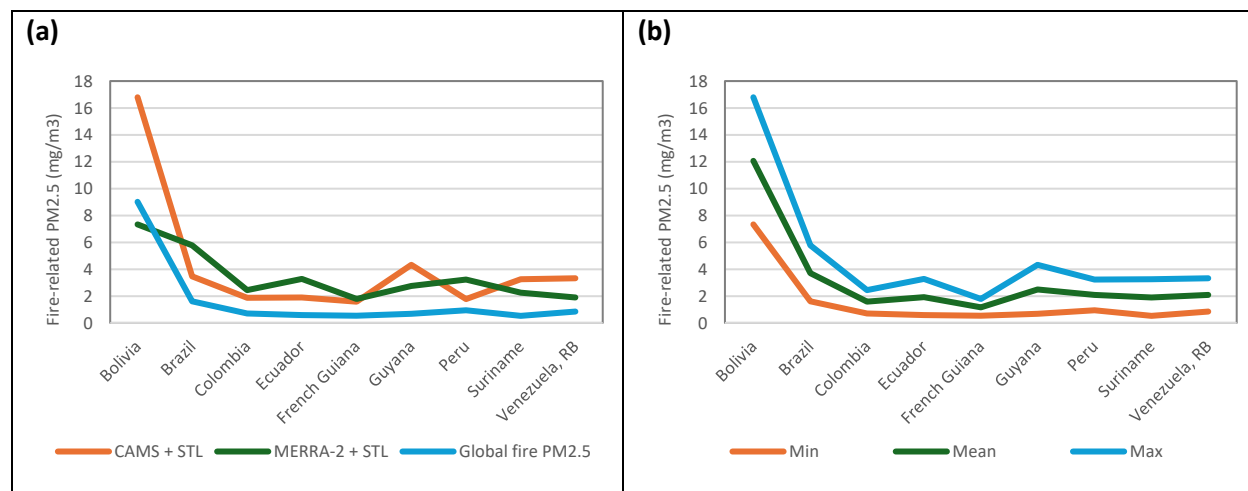 (a)
Fire-related PM2.5 (mg/m3)
18
16
14
12
10
8
6
4
2
0
Bolivia
Brazil
Colombia
Ecuador
French Guiana
Guyana
Peru
Suriname
Venezuela, RB
CAMS + STL
MERRA-2 + STL
Global fire PM2.5
(b)
Fire-related PM2.5 (mg/m3)
18
16
14
12
10
8
6
4
2
0
Bolivia
Brazil
Colombia
Ecuador
French Guiana
Guyana
Peru
Suriname
Venezuela, RB
Min
Mean
Max